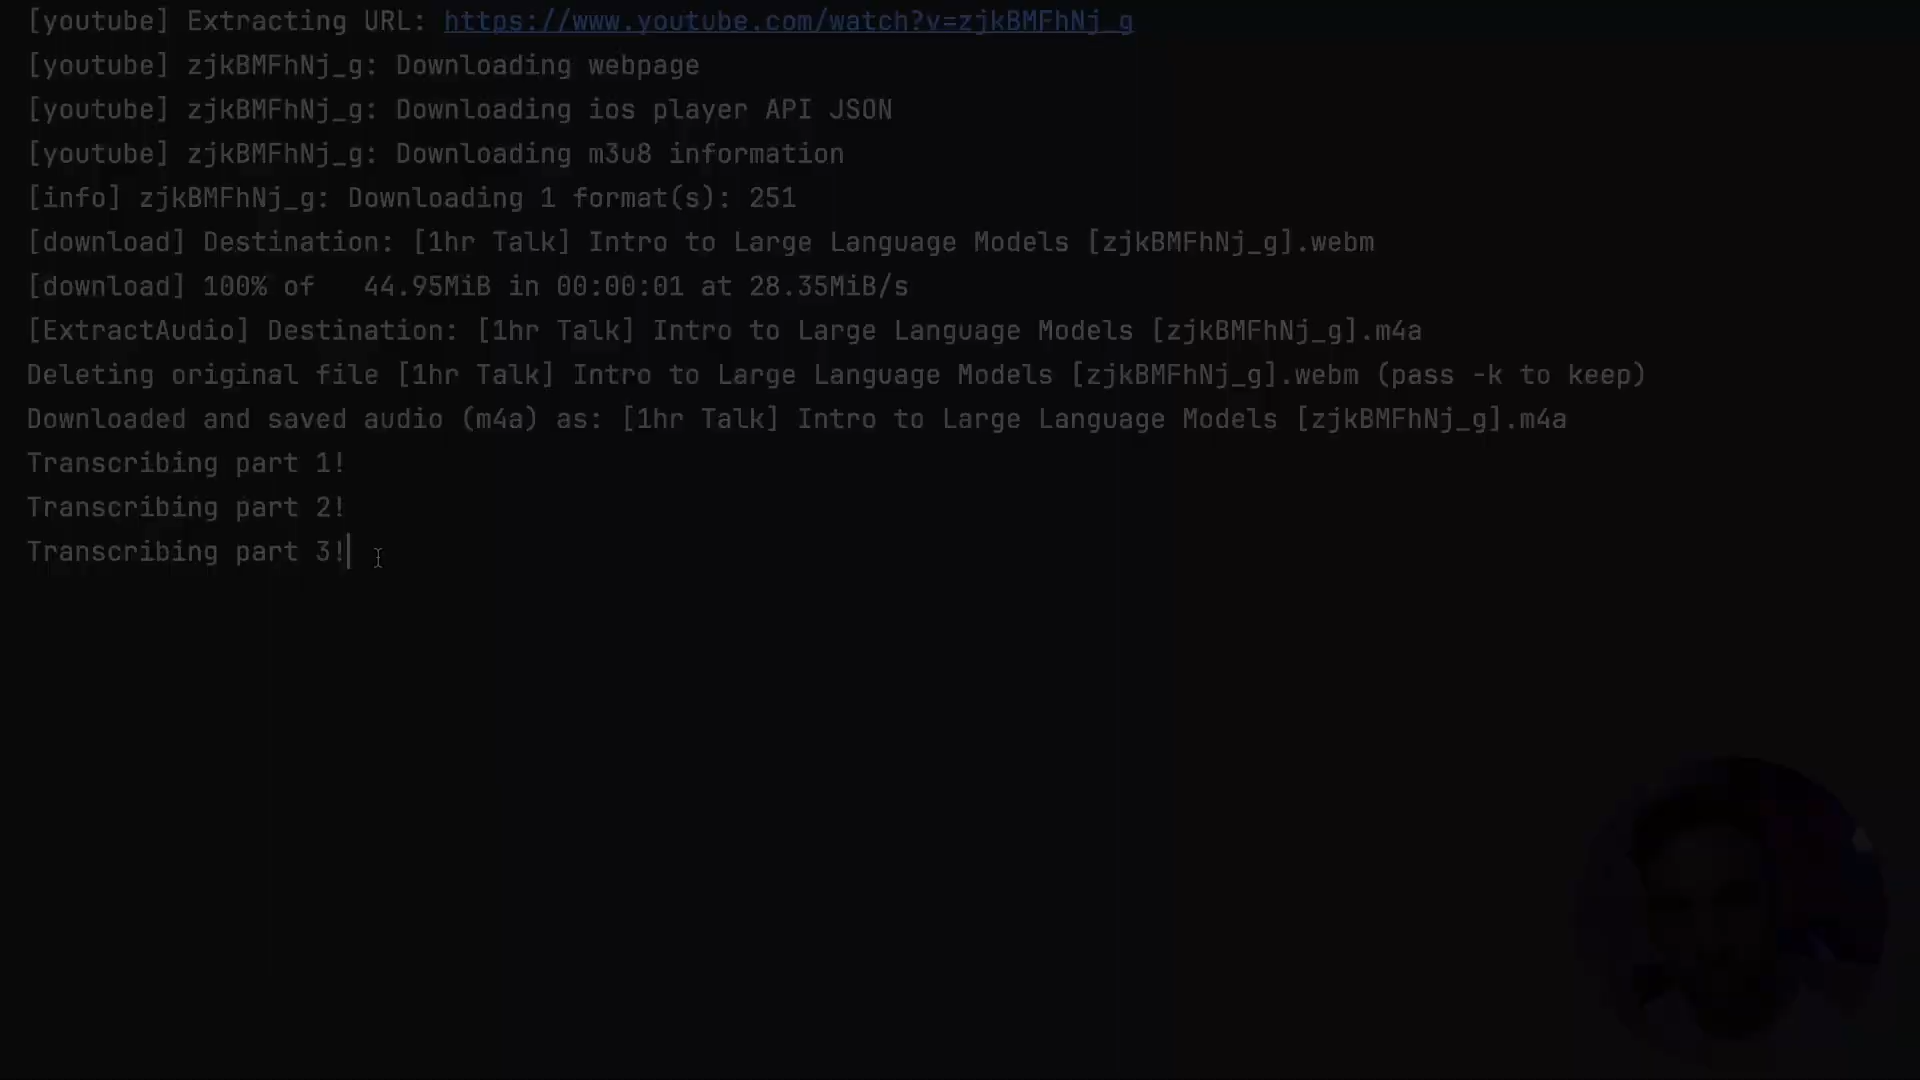 [youtube] Extracting URL: https://www.youtube.com/watch?v=zjkBMFhNj_g
[youtube] zjkBMFhNj_g: Downloading webpage
[youtube] zjkBMFhNj_g: Downloading ios player API JSON
[youtube] zjkBMFhNj_g: Downloading m3u8 information
[info] zjkBMFhNj_g: Downloading 1 format(s): 251
[download] Destination: [1hr Talk] Intro to Large Language Models [zjkBMFhNj_g].webm
[download] 100% of   44.95MiB in 00:00:01 at 28.35MiB/s
[ExtractAudio] Destination: [1hr Talk] Intro to Large Language Models [zjkBMFhNj_g].m4a
Deleting original file [1hr Talk] Intro to Large Language Models [zjkBMFhNj_g].webm (pass -k to keep)
Downloaded and saved audio (m4a) as: [1hr Talk] Intro to Large Language Models [zjkBMFhNj_g].m4a
Transcribing part 1!
Transcribing part 2!
Transcribing part 3!